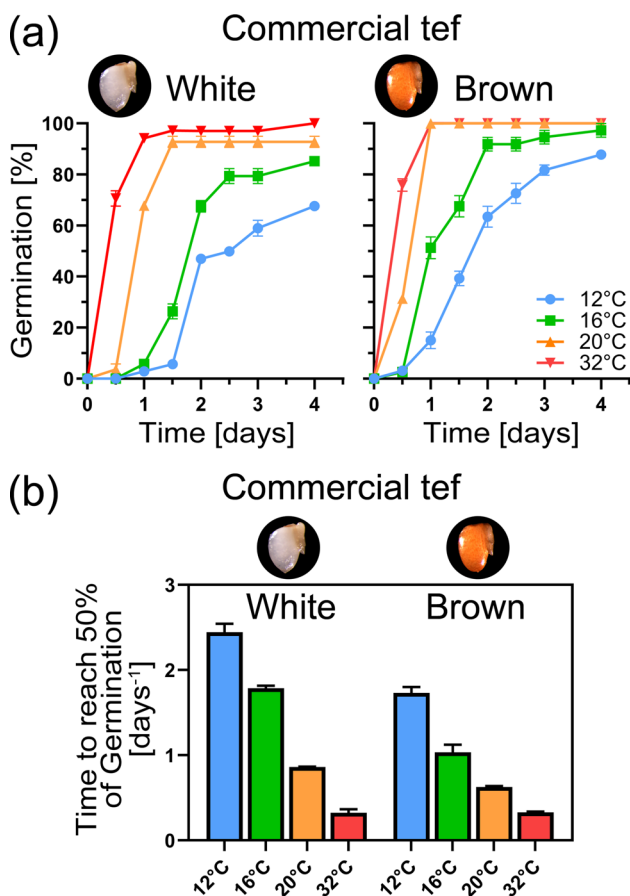 (a)
Commercial tef
White
Brown
Germination [%]
100
80
60
40
20
0
0 1 2 3 4
Time [days]
0 1 2 3 4
Time [days]
12°C
16°C
20°C
32°C
(b)
Commercial tef
White
Brown
Time to reach 50%
of Germination
[days⁻¹]
3
2
1
0
12°C 16°C 20°C 32°C 12°C 16°C 20°C 32°C